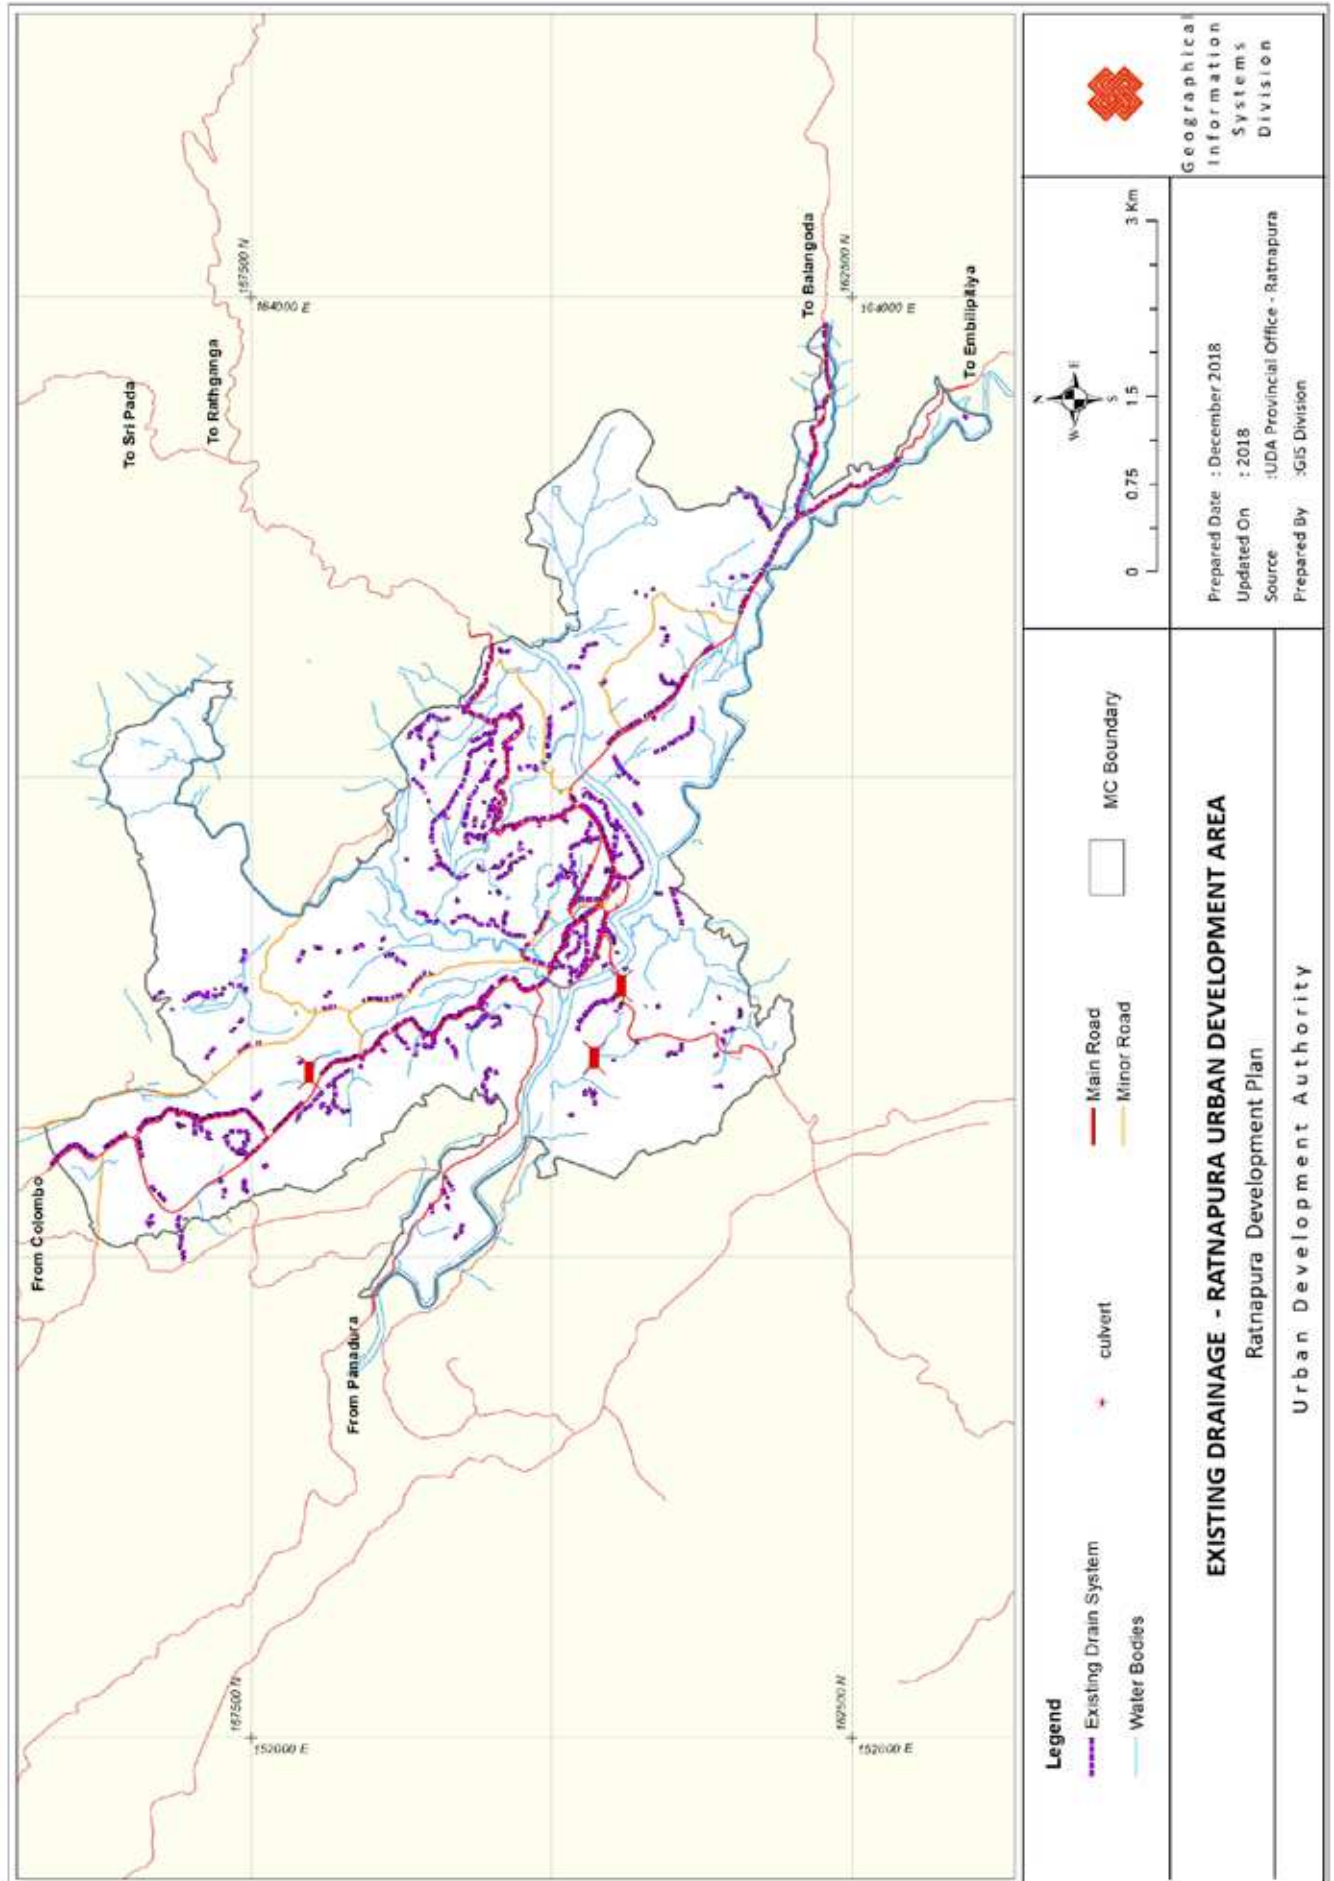 From Colombo
From Panadura
To Sri Pada
To Rathganga
To Balangoda
To Embilipitiya
167500 N
152000 E
167500 N
164000 E
162500 N
152000 E
162500 N
164000 E
Legend
Existing Drain System
Water Bodies
culvert
Main Road
Minor Road
MC Boundary
N
W
E
S
0 0.75 1.5 3 Km
EXISTING DRAINAGE - RATNAPURA URBAN DEVELOPMENT AREA
Ratnapura Development Plan
Urban Development Authority
Prepared Date : December 2018
Updated On : 2018
Source :UDA Provincial Office - Ratnapura
Prepared By :GIS Division
Geographical
Information
Systems
Division